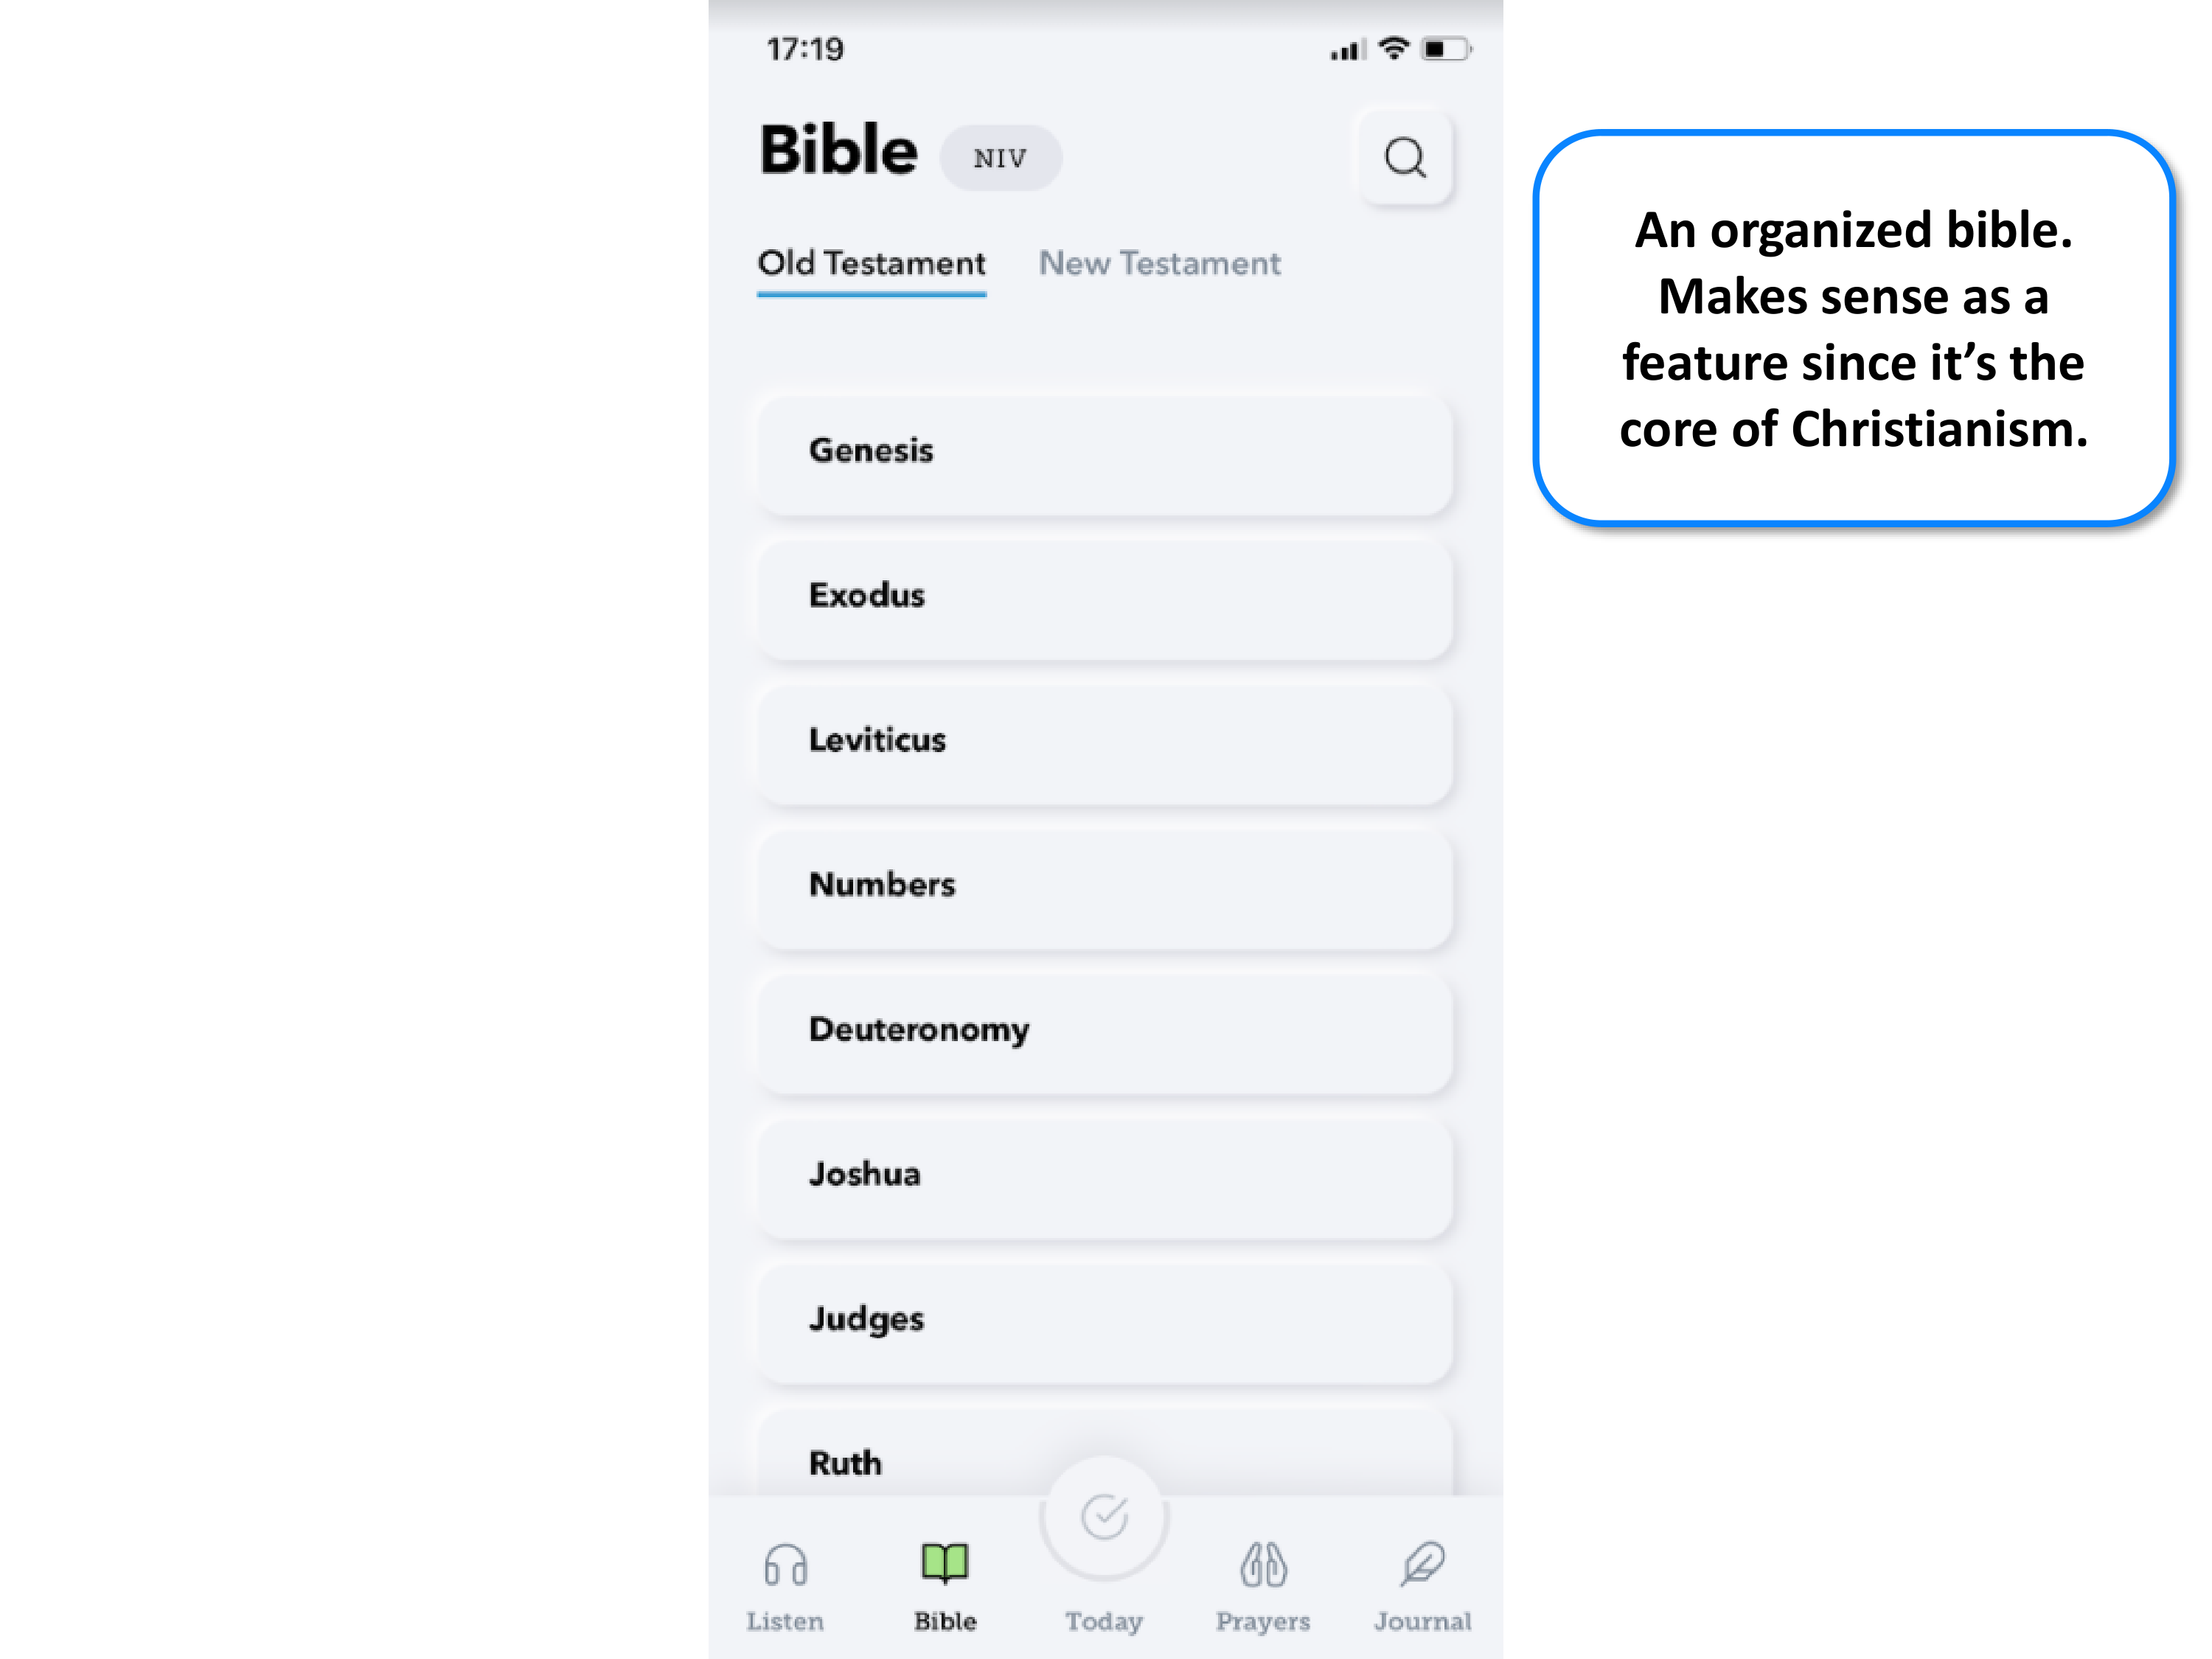 17:19
Bible NIV
Old Testament New Testament
Genesis
Exodus
Leviticus
Numbers
Deuteronomy
Joshua
Judges
Ruth
Listen Bible Today Prayers Journal
An organized bible.
Makes sense as a
feature since it’s the
core of Christianism.